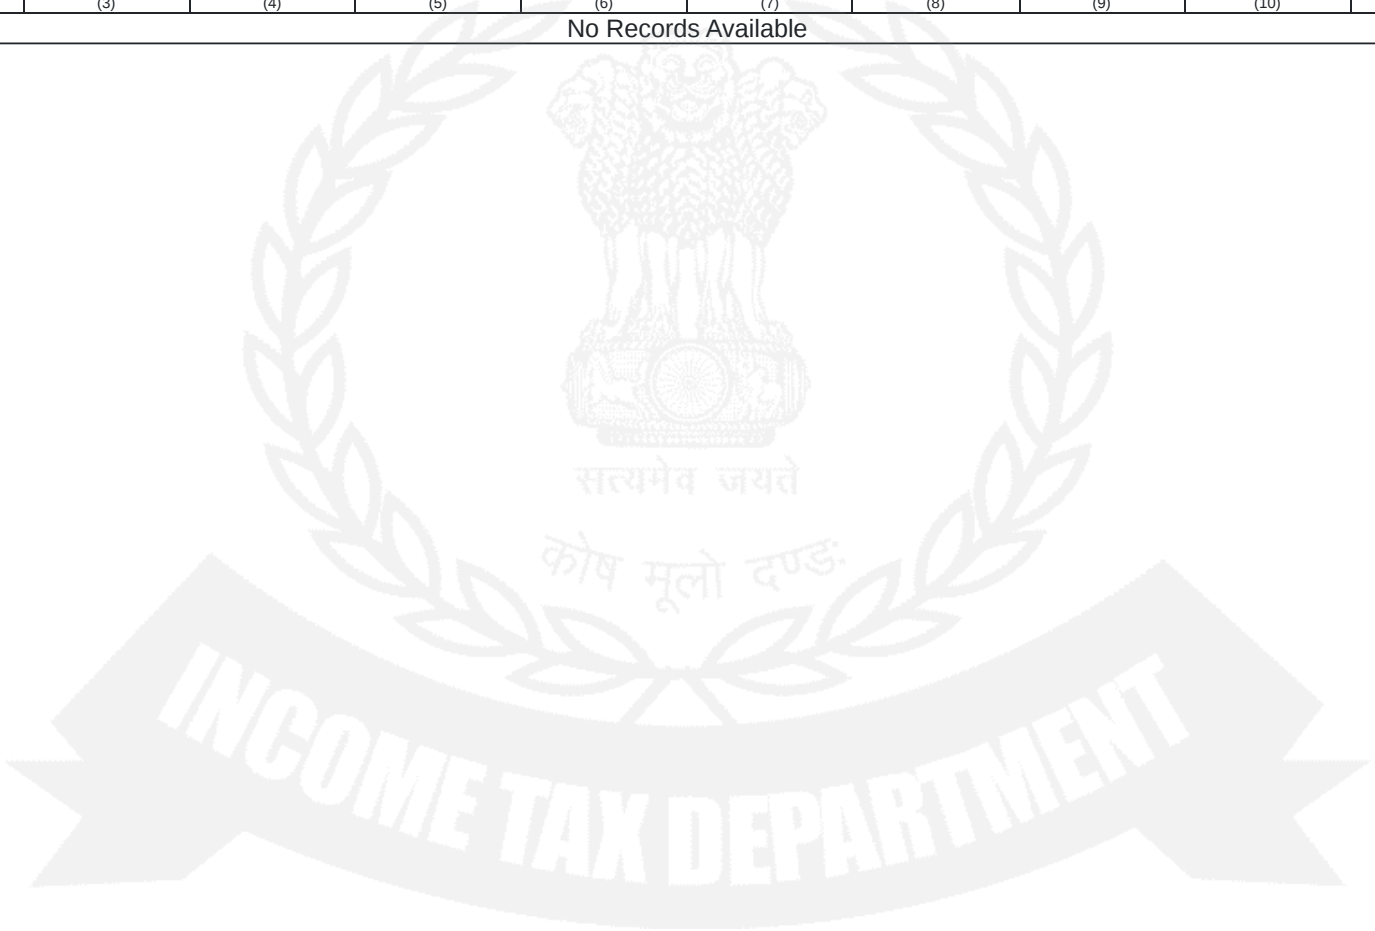 (3) (4) (5) (6) (7) (8) (9) (10)
No Records Available
सत्यमेव जयते
कोष मूलो दण्डः
INCOME TAX DEPARTMENT